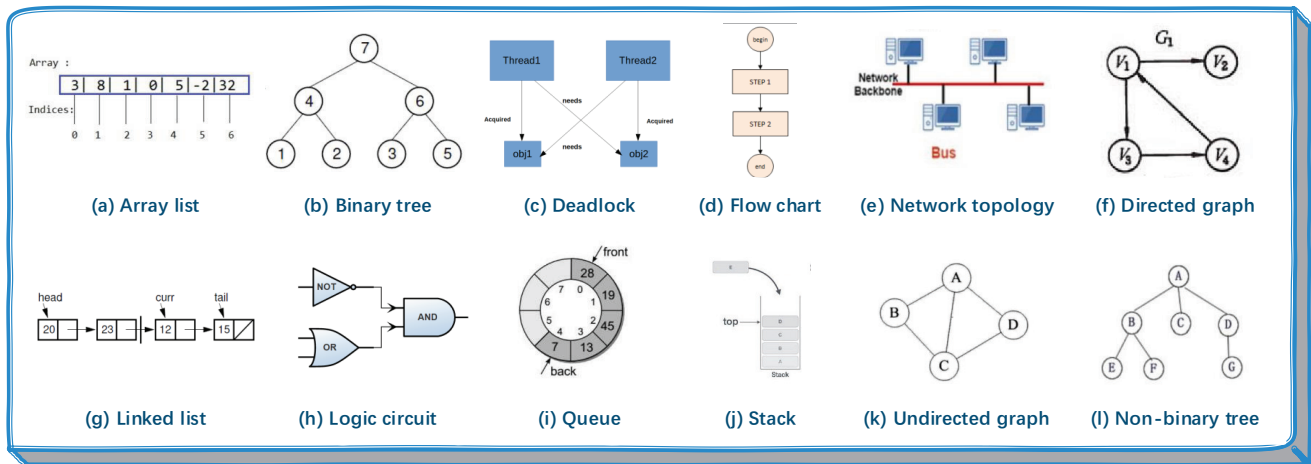 Array :
3 8 1 0 5 -2 32
Indices:
0 1 2 3 4 5 6
(a) Array list
7
4 6
1 2 3 5
(b) Binary tree
Thread1 Thread2
needs
Acquired Acquired
needs
obj1 obj2
(c) Deadlock
begin
STEP 1
STEP 2
end
(d) Flow chart
Network
Backbone
Bus
(e) Network topology
G1
V1 V2
V3 V4
(f) Directed graph
head curr tail
20 23 12 15
(g) Linked list
NOT
AND
OR
(h) Logic circuit
front
28
7 0
19
6 1
5 2
45
4 3
7 13
back
(i) Queue
E
top
D
C
B
A
Stack
(j) Stack
A
B
D
C
(k) Undirected graph
A
B C D
E F G
(l) Non-binary tree